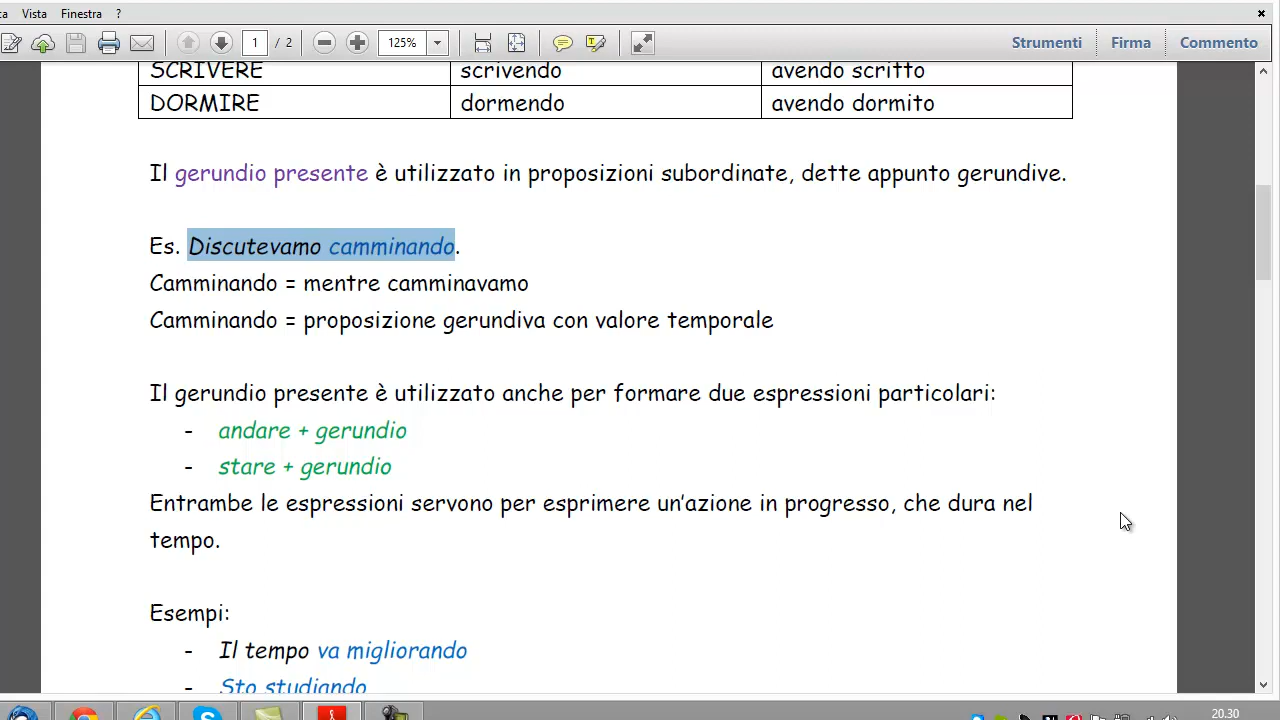 Vista Finestra ?
1 / 2 125% Strumenti Firma Commento
SCRIVERE scrivendo avendo scritto
DORMIRE dormendo avendo dormito
Il gerundio presente è utilizzato in proposizioni subordinate, dette appunto gerundive.
Es. Discutevamo camminando.
Camminando = mentre camminavamo
Camminando = proposizione gerundiva con valore temporale
Il gerundio presente è utilizzato anche per formare due espressioni particolari:
- andare + gerundio
- stare + gerundio
Entrambe le espressioni servono per esprimere un'azione in progresso, che dura nel
tempo.
Esempi:
- Il tempo va migliorando
- Sto studiando
20.30